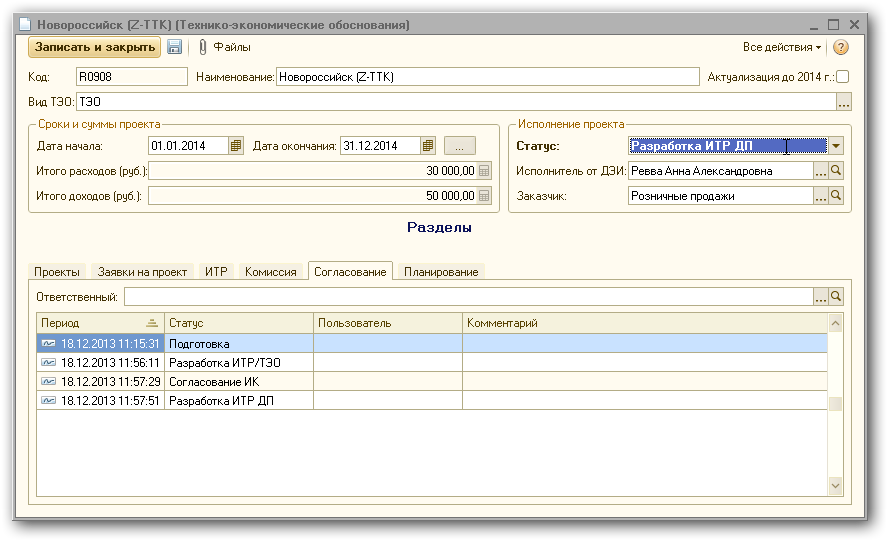 Новороссийск (Z-ТТК) (Технико-экономические обоснования)
Записать и закрыть Файлы Все действия ?
Код: R0908 Наименование: Новороссийск (Z-ТТК) Актуализация до 2014 г.:
Вид ТЭО: ТЭО ...
Сроки и суммы проекта Исполнение проекта
Дата начала: 01.01.2014 Дата окончания: 31.12.2014 ... Статус: Разработка ИТР ДП
Итого расходов (руб.): 30 000,00 Исполнитель от ДЭИ: Ревва Анна Александровна ...
Итого доходов (руб.): 50 000,00 Заказчик: Розничные продажи ...
Разделы
Проекты Заявки на проект ИТР Комиссия Согласование Планирование
Ответственный: ...
Период Статус Пользователь Комментарий
18.12.2013 11:15:31 Подготовка
18.12.2013 11:56:11 Разработка ИТР/ТЭО
18.12.2013 11:57:29 Согласование ИК
18.12.2013 11:57:51 Разработка ИТР ДП